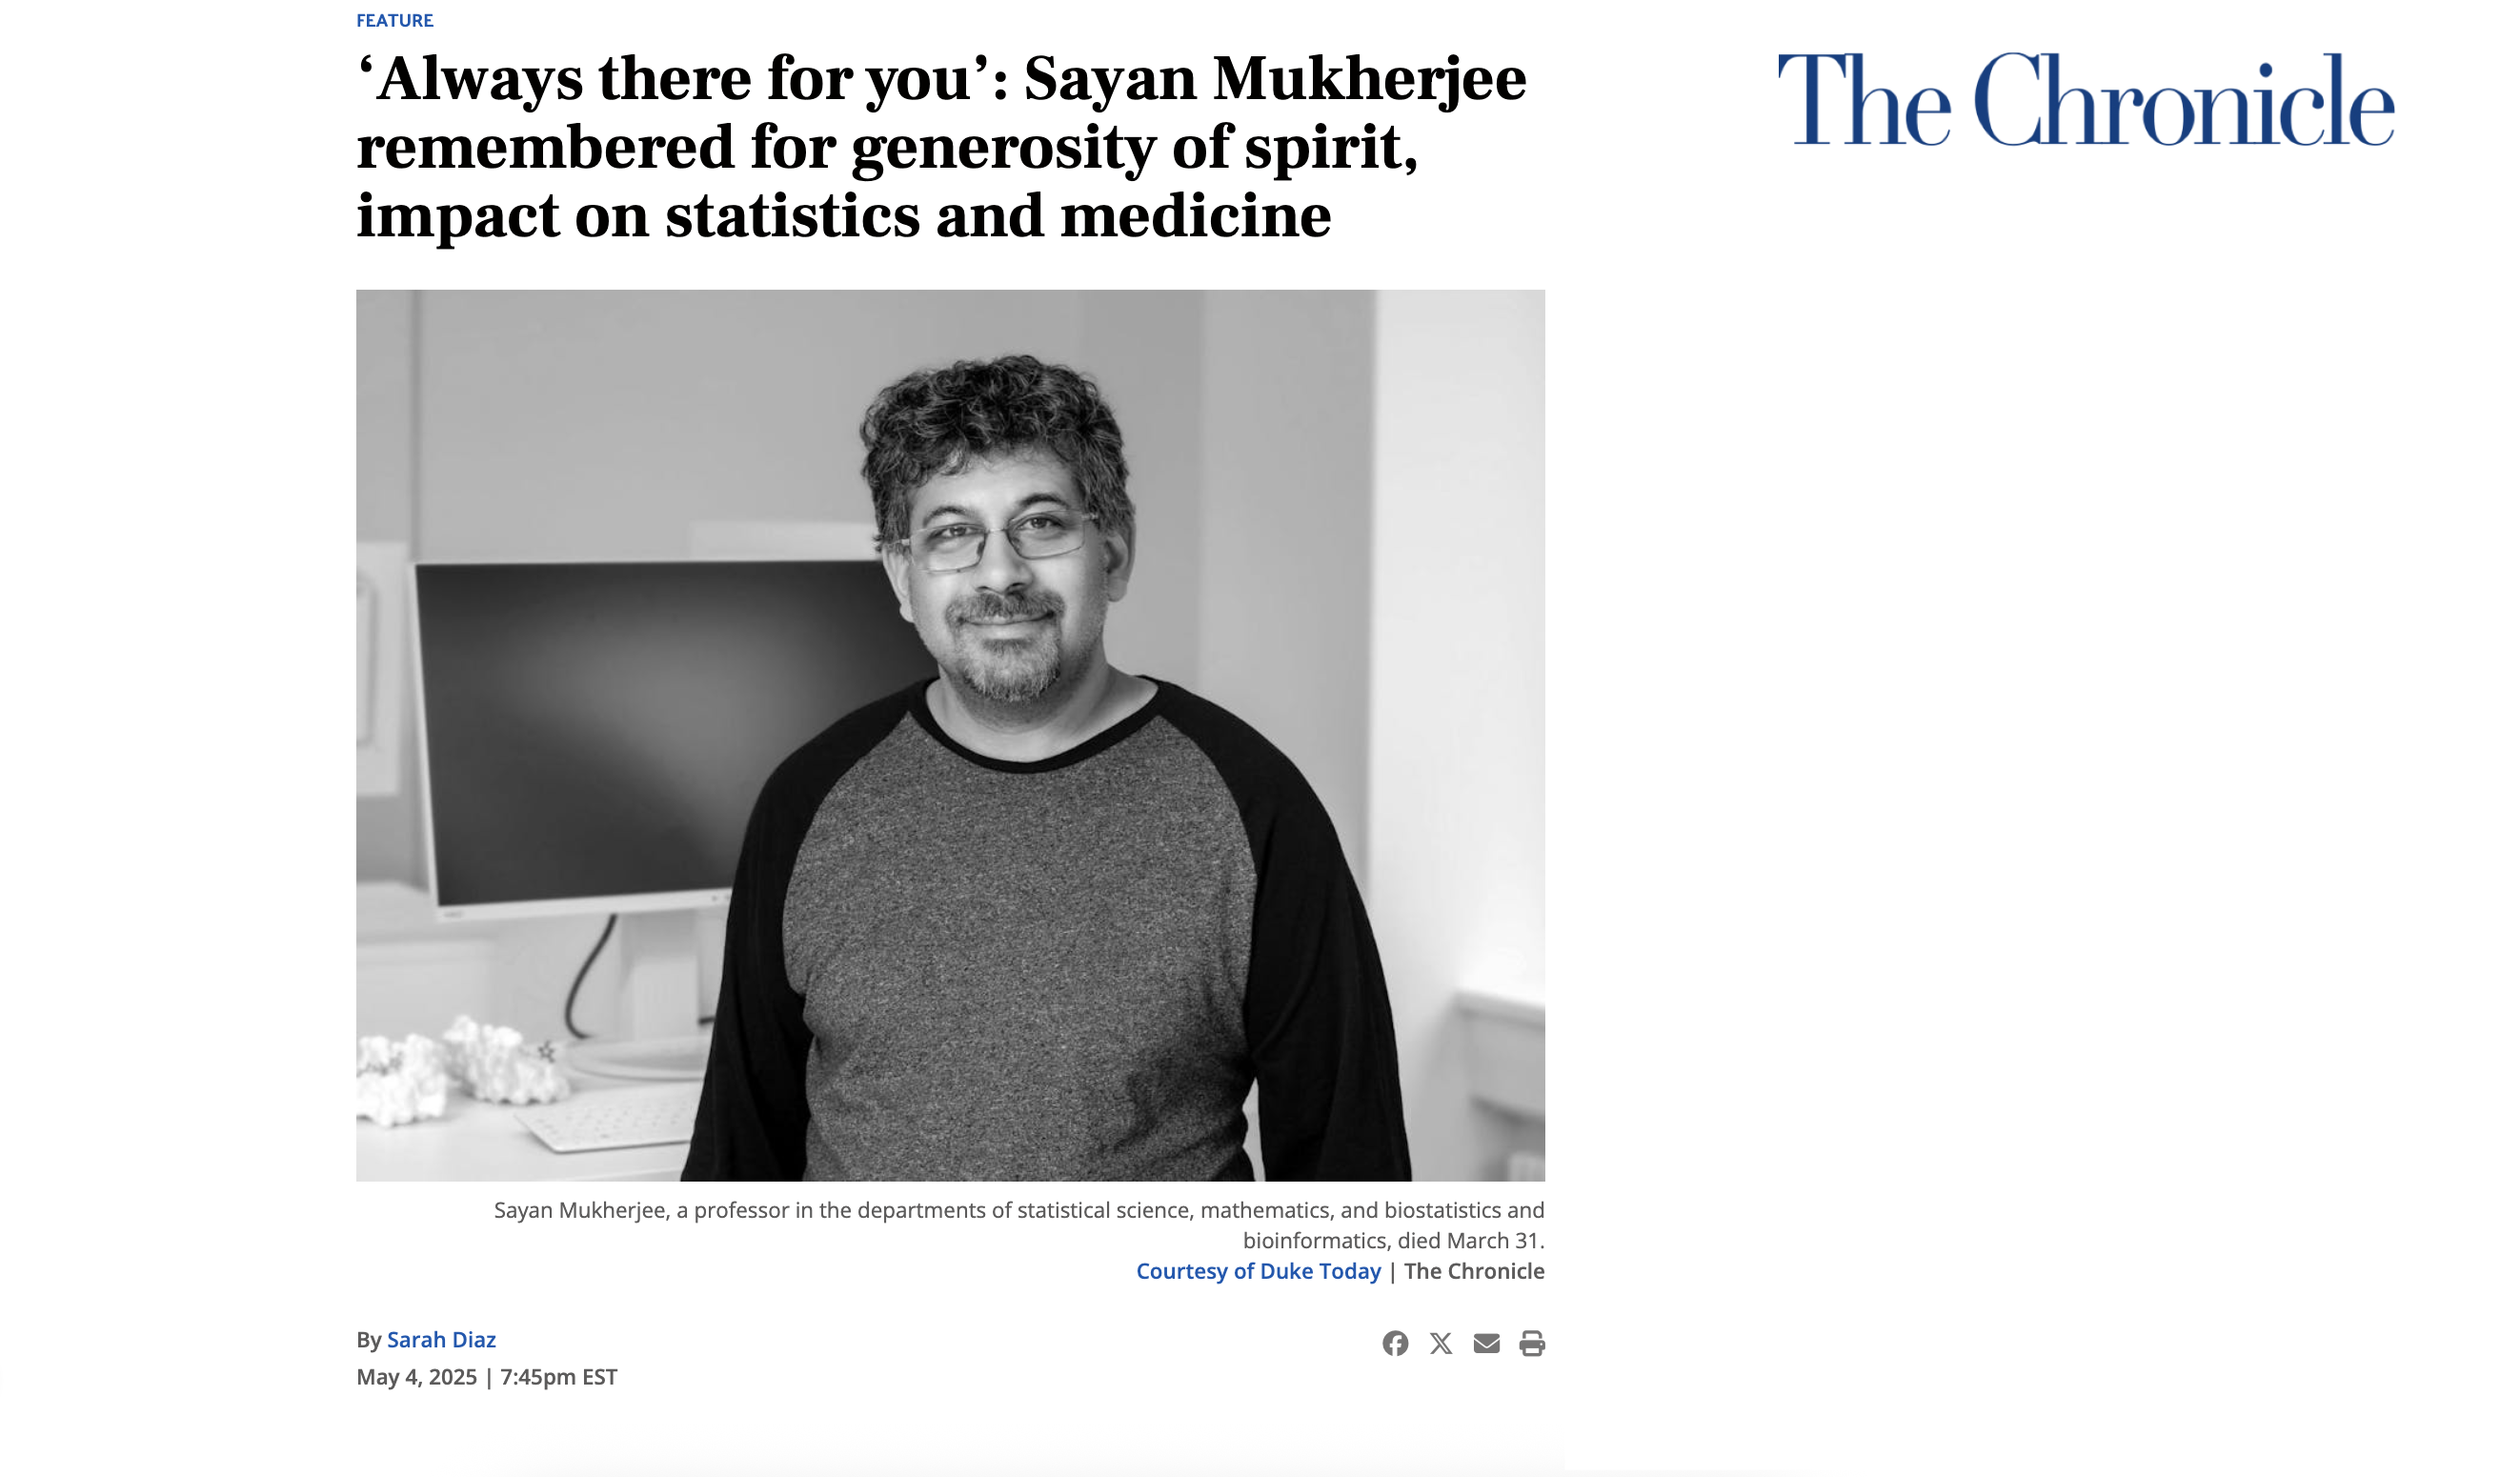 FEATURE
‘Always there for you’: Sayan Mukherjee
remembered for generosity of spirit,
impact on statistics and medicine
The Chronicle
Sayan Mukherjee, a professor in the departments of statistical science, mathematics, and biostatistics and
bioinformatics, died March 31.
Courtesy of Duke Today | The Chronicle
By Sarah Diaz
May 4, 2025 | 7:45pm EST